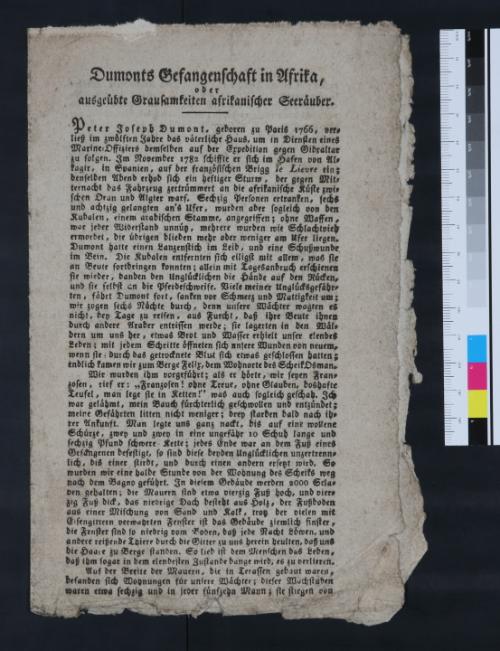 Dumonts Gefangenschaft in Afrika,
oder
ausgeübte Grausamkeiten afrikanischer Seeräuber.
Peter Joseph Dumont, geboren zu Paris 1766, ver-
ließ im zwölften Jahre das väterliche Haus, um in Diensten eines
Marine-Offiziers demselben auf der Expedition gegen Gibraltar
zu folgen. Im November 1782 schiffte er sich im Hafen von Al-
kazir, in Spanien, auf der französischen Brigg le Lievre ein;
denselben Abend erhob sich ein heftiger Sturm, der gegen Mit-
ternacht das Fahrzeug zertrümmert an die afrikanische Küste zwi-
schen Oran und Algier warf. Sechzig Personen ertranken, sechs
und achtzig gelangten an's Ufer, wurden aber sogleich von den
Kubalen, einem arabischen Stamme, angegriffen; ohne Waffen,
war jeder Widerstand unnütz, mehrere wurden wie Schlachtvieh
ermordet, die übrigen blieben mehr oder weniger am Ufer liegen,
Dumont hatte einen Lanzenstich im Leib, und eine Schußwunde
im Bein. Die Kubalen entfernten sich eiligst mit allem, was sie
an Beute fortbringen konnten; allein mit Tagesanbruch erschienen
sie wieder, banden den Unglücklichen die Hände auf den Rücken,
und sie selbst an die Pferdeschweife. Viele meiner Unglücksgefähr-
ten, fährt Dumont fort, sanken vor Schmerz und Mattigkeit um;
wir zogen sechs Nächte durch, denn unsere Wächter wagten es
nicht, bey Tage zu reisen, aus Furcht, daß ihre Beute ihnen
durch andere Araber entrissen werde; sie lagerten in den Wäl-
dern um uns her, etwas Brot und Wasser erhielt unser elendes
Leben; mit jedem Schritte öffneten sich unsere Wunden von neuem,
wenn sie durch das getrocknete Blut sich etwas geschlossen hatten;
endlich kamen wir zum Berge Felix, dem Wohnorte des Scheik Osman.
Wir wurden ihm vorgeführt; als er hörte, wir seyen Fran-
zosen, rief er: „Franzosen! ohne Treue, ohne Glauben, boshafte
Teufel, man lege sie in Ketten!" was auch sogleich geschah. Ich
war gelähmt, mein Bauch fürchterlich geschwollen und entzündet;
meine Gefährten litten nicht weniger; drey starben bald nach ih-
rer Ankunft. Man legte uns ganz nackt, bis auf eine wollene
Schürze, zwey und zwey in eine ungefähr 10 Schuh lange und
sechzig Pfund schwere Kette; jedes Ende war an dem Fuß eines
Gefangenen befestigt, so sind diese beyden Unglücklichen unzertrenn-
lich, bis einer stirbt, und durch einen andern ersetzt wird. So
wurden wir eine halbe Stunde von der Wohnung des Scheiks weg
nach dem Bagno geführt. In diesem Gebäude werden 2000 Skla-
ven gehalten; die Mauern sind etwa vierzig Fuß hoch, und vier-
zig Fuß dick, das niedrige Dach besteht aus Holz, der Fußboden
aus einer Mischung von Sand und Kalk, trotz der vielen mit
Eisengittern verwahrten Fenster ist das Gebäude ziemlich finster,
die Fenster sind so niedrig vom Boden, daß jede Nacht Löwen, und
andere reißende Thiere durch die Gitter zu uns herein heulten, daß uns
die Haare zu Berge standen. So lieb ist dem Menschen das Leben,
daß ihm sogar in dem elendesten Zustande bange wird, es zu verlieren.
Auf der Breite der Mauern, die in Terassen gebaut waren,
befanden sich Wohnungen für unsere Wächter; dieser Wachstuben
waren etwa sechzig und in jeder fünfzehn Mann; sie stiegen von